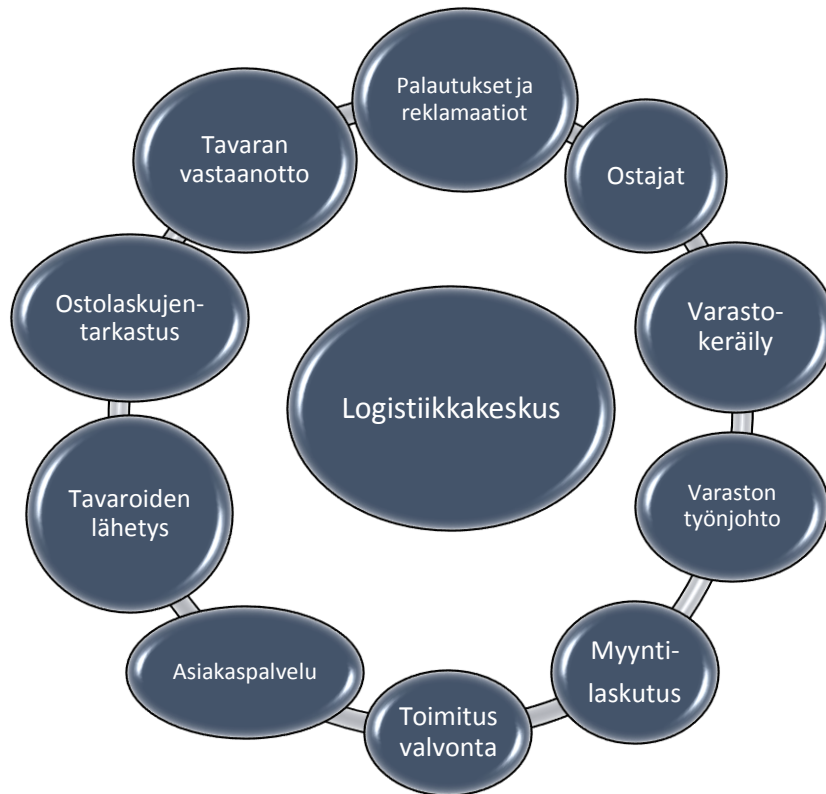 Palautukset ja
reklamaatiot
Ostajat
Varasto-
keräily
Varaston
työnjohto
Myynti-
laskutus
Toimitus
valvonta
Asiakaspalvelu
Tavaroiden
lähetys
Ostolaskujen-
tarkastus
Tavaran
vastaanotto
Logistiikkakeskus